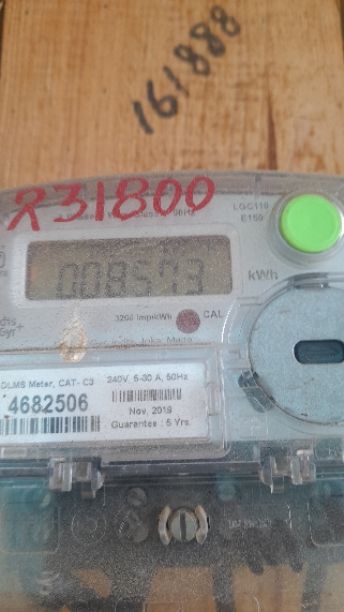 161888
R31800
LGC110
E150
008573
kWh
3200 imp/kWh
CAL
DLMS Meter, CAT- C3
240V, 5-30 A, 50Hz
4682506
Nov, 2019
Guarantee : 5 Yrs